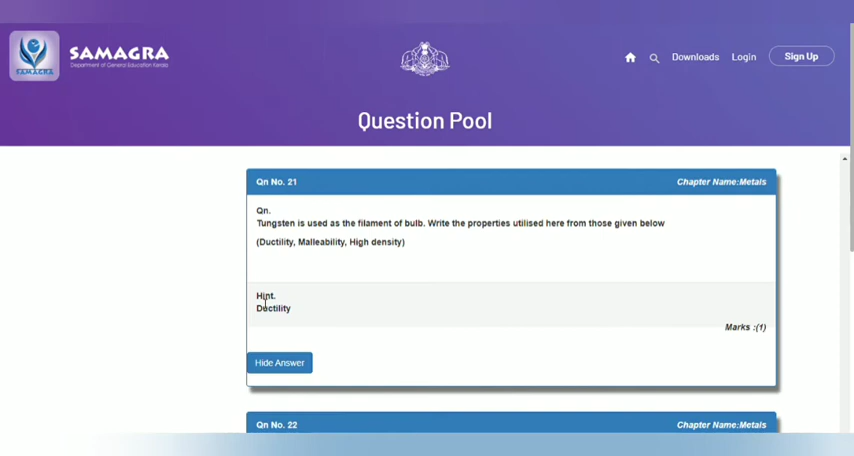 SAMAGRA
Department of General Education Kerala
SAMAGRA
Downloads
Login
Sign Up
Question Pool
Qn No. 21
Chapter Name:Metals
Qn.
Tungsten is used as the filament of bulb. Write the properties utilised here from those given below
(Ductility, Malleability, High density)
Hint.
Ductility
Marks :(1)
Hide Answer
Qn No. 22
Chapter Name:Metals